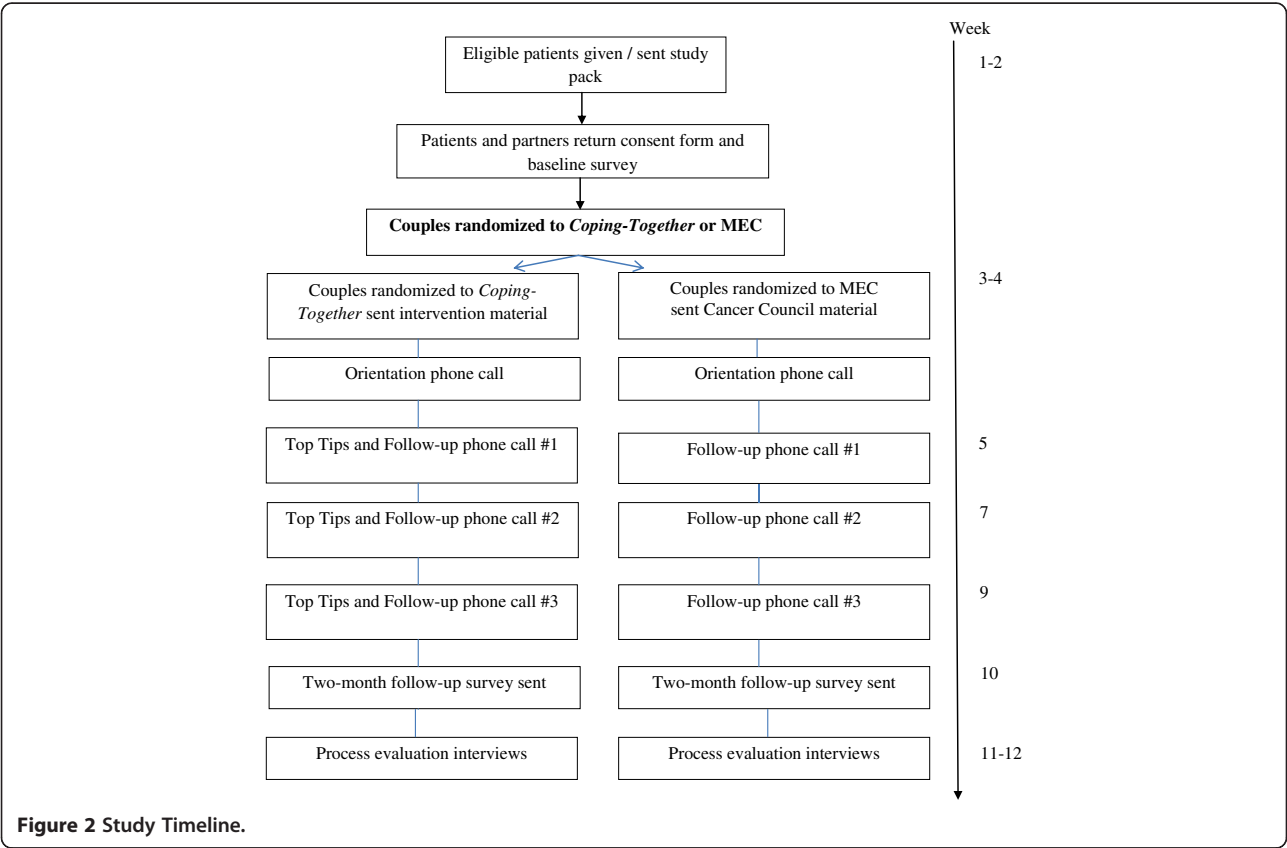 Week
Eligible patients given / sent study
pack
1-2
Patients and partners return consent form and
baseline survey
Couples randomized to Coping-Together or MEC
Couples randomized to Coping-
Together sent intervention material
Couples randomized to MEC
sent Cancer Council material
3-4
Orientation phone call
Orientation phone call
Top Tips and Follow-up phone call #1
Follow-up phone call #1
5
Top Tips and Follow-up phone call #2
Follow-up phone call #2
7
Top Tips and Follow-up phone call #3
Follow-up phone call #3
9
Two-month follow-up survey sent
Two-month follow-up survey sent
10
Process evaluation interviews
Process evaluation interviews
11-12
Figure 2 Study Timeline.